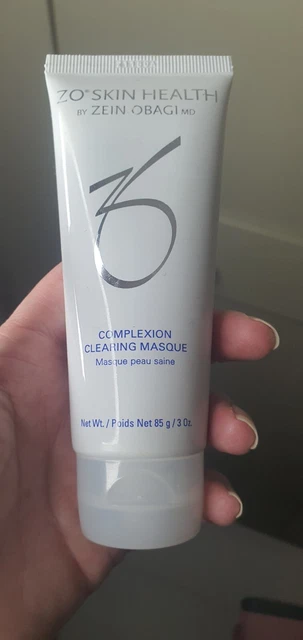 ZO® SKIN HEALTH
BY ZEIN OBAGI MD
COMPLEXION
CLEARING MASQUE
Masque peau saine
Net Wt. / Poids Net 85 g / 3 Oz.